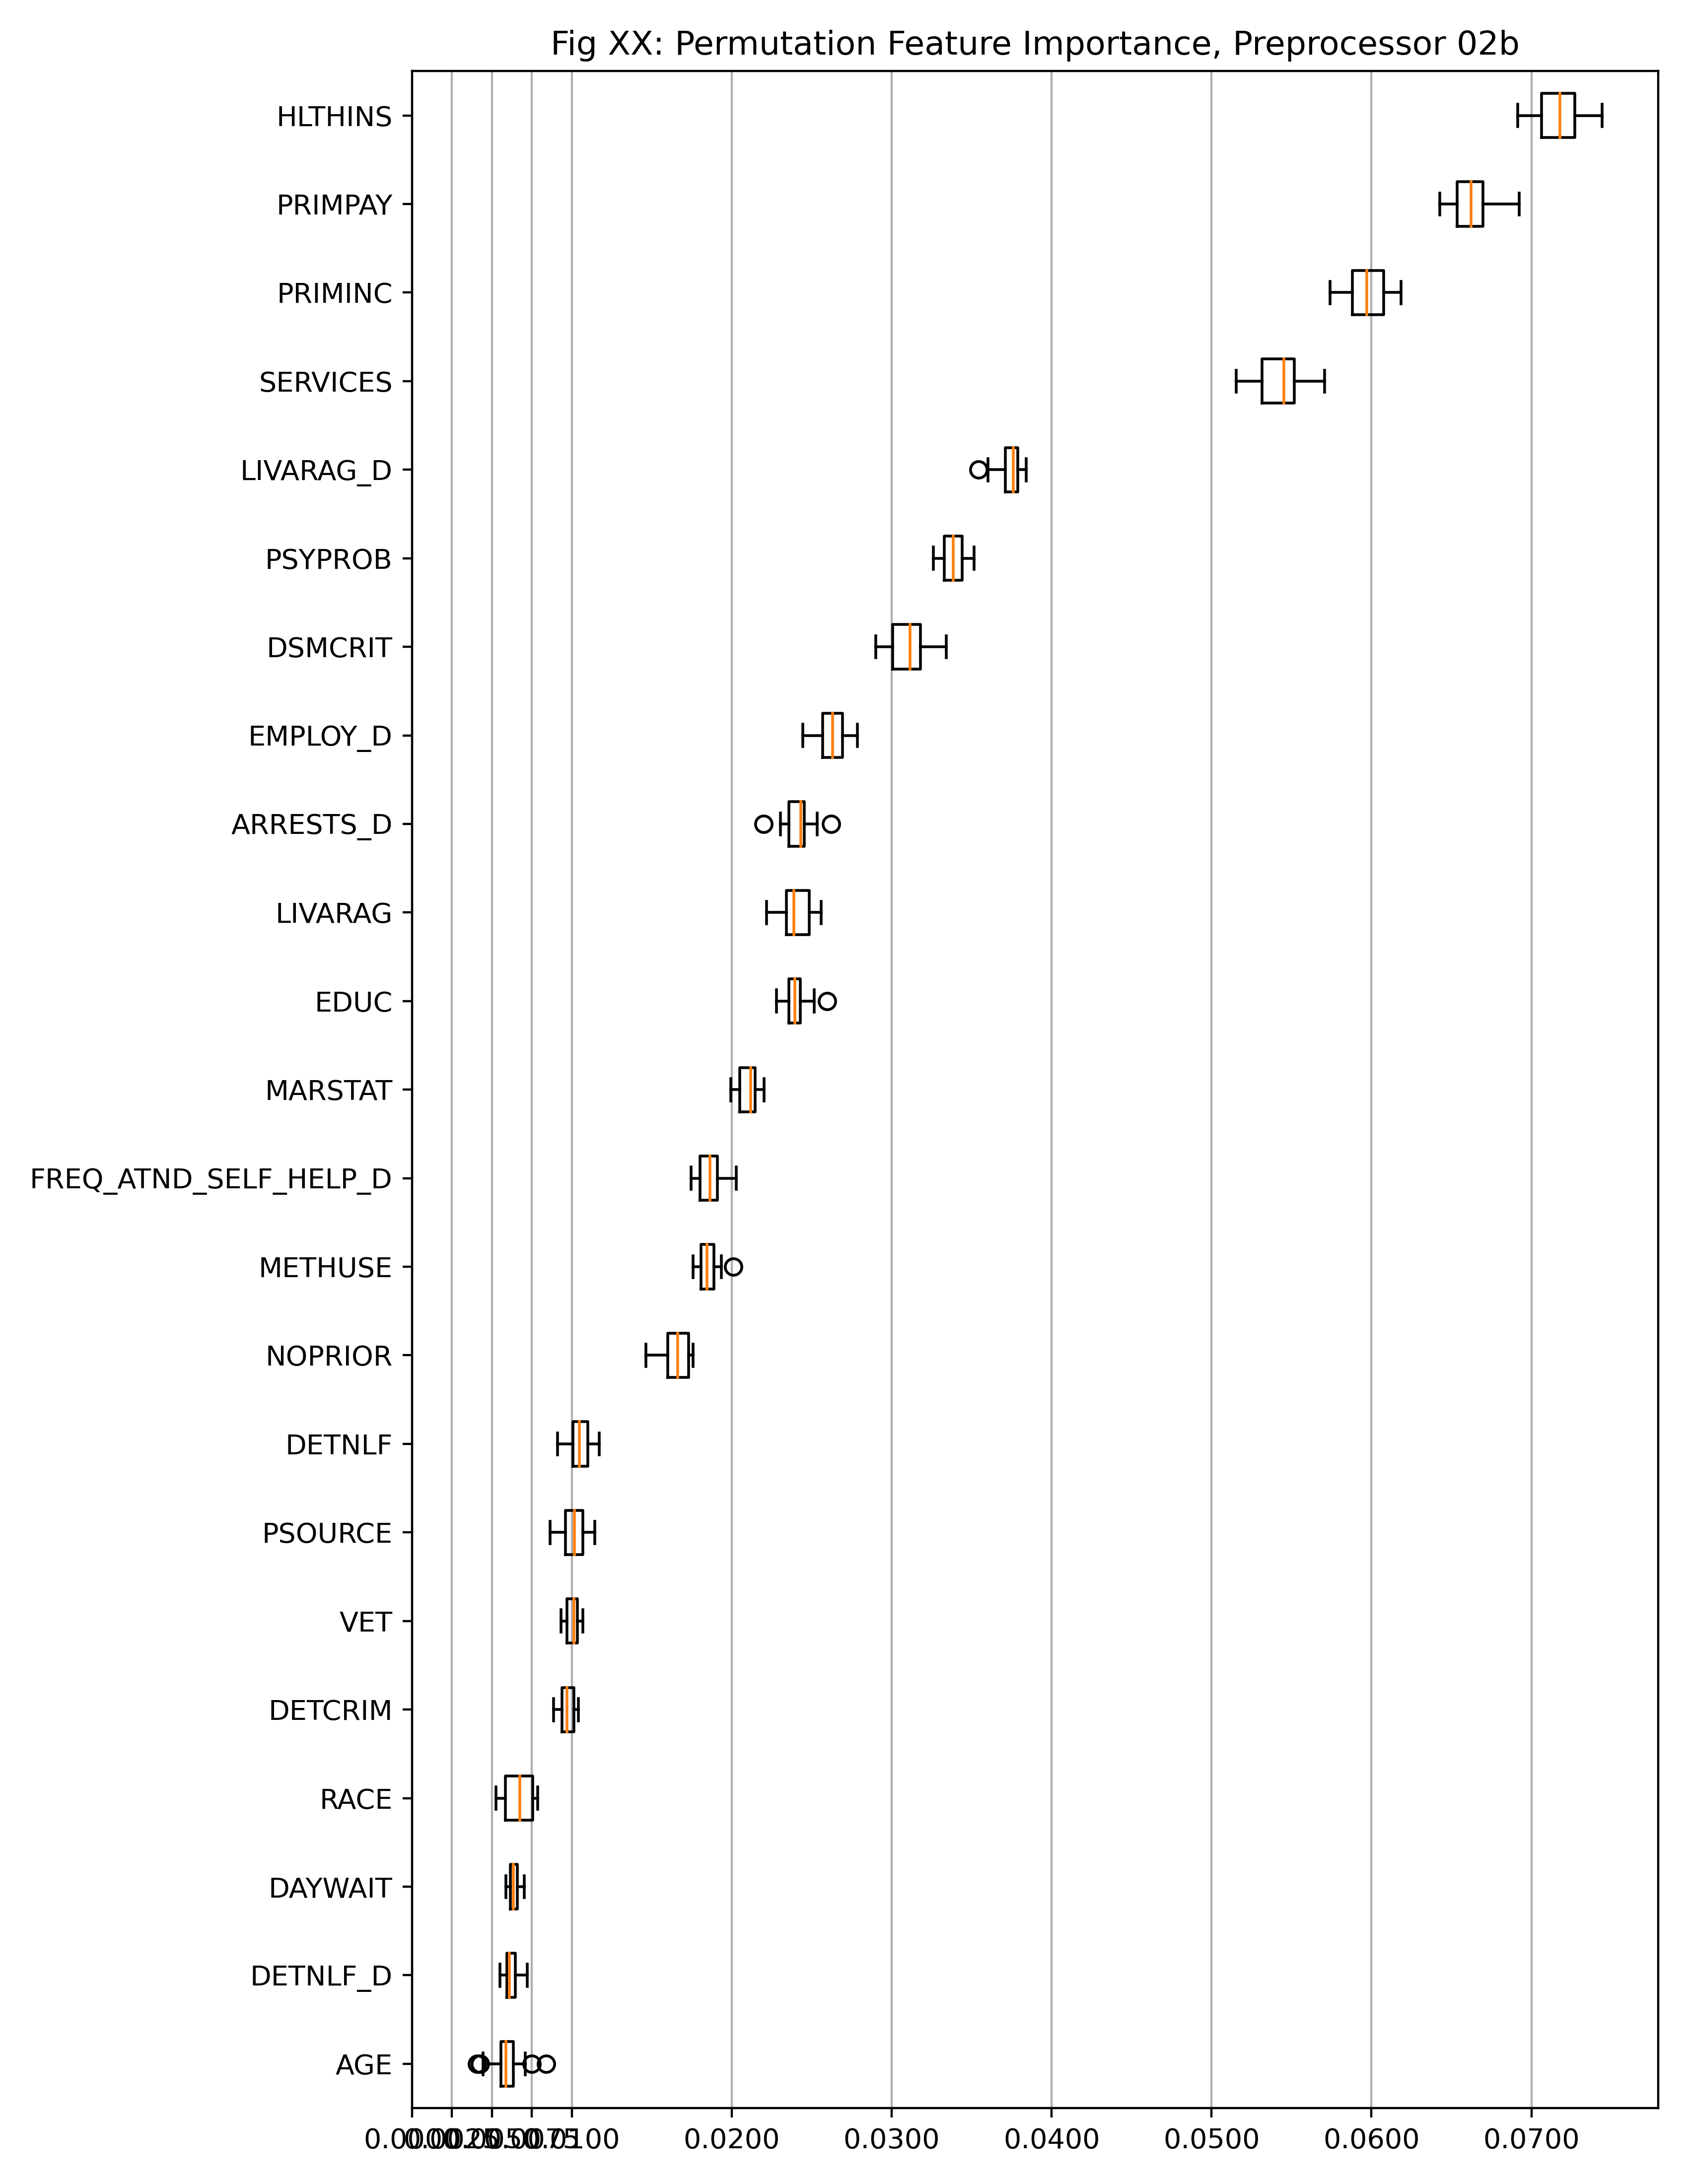 Fig XX: Permutation Feature Importance, Preprocessor 02b
HLTHINS
PRIMPAY
PRIMINC
SERVICES
LIVARAG_D
PSYPROB
DSMCRIT
EMPLOY_D
ARRESTS_D
LIVARAG
EDUC
MARSTAT
FREQ_ATND_SELF_HELP_D
METHUSE
NOPRIOR
DETNLF
PSOURCE
VET
DETCRIM
RACE
DAYWAIT
DETNLF_D
AGE
0.0200 0.0300 0.0400 0.0500 0.0600 0.0700